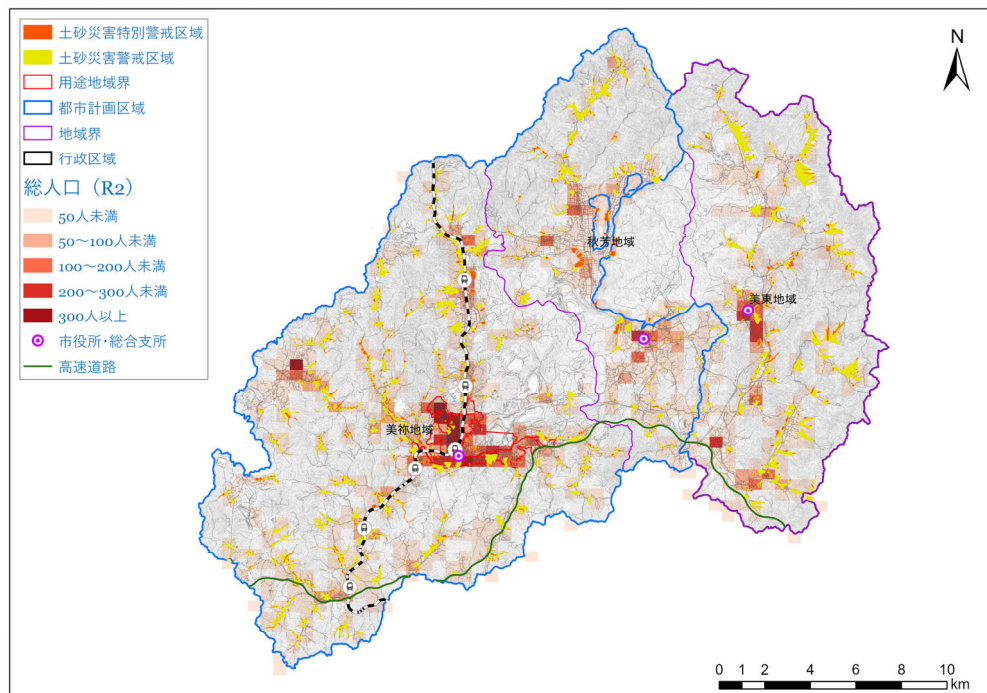 土砂災害特別警戒区域
土砂災害警戒区域
用途地域界
都市計画区域
地域界
行政区域
総人口（R2）
50人未満
50～100人未満
100～200人未満
200～300人未満
300人以上
市役所・総合支所
高速道路
N
秋芳地域
美東地域
美祢地域
0 1 2 4 6 8 10
km